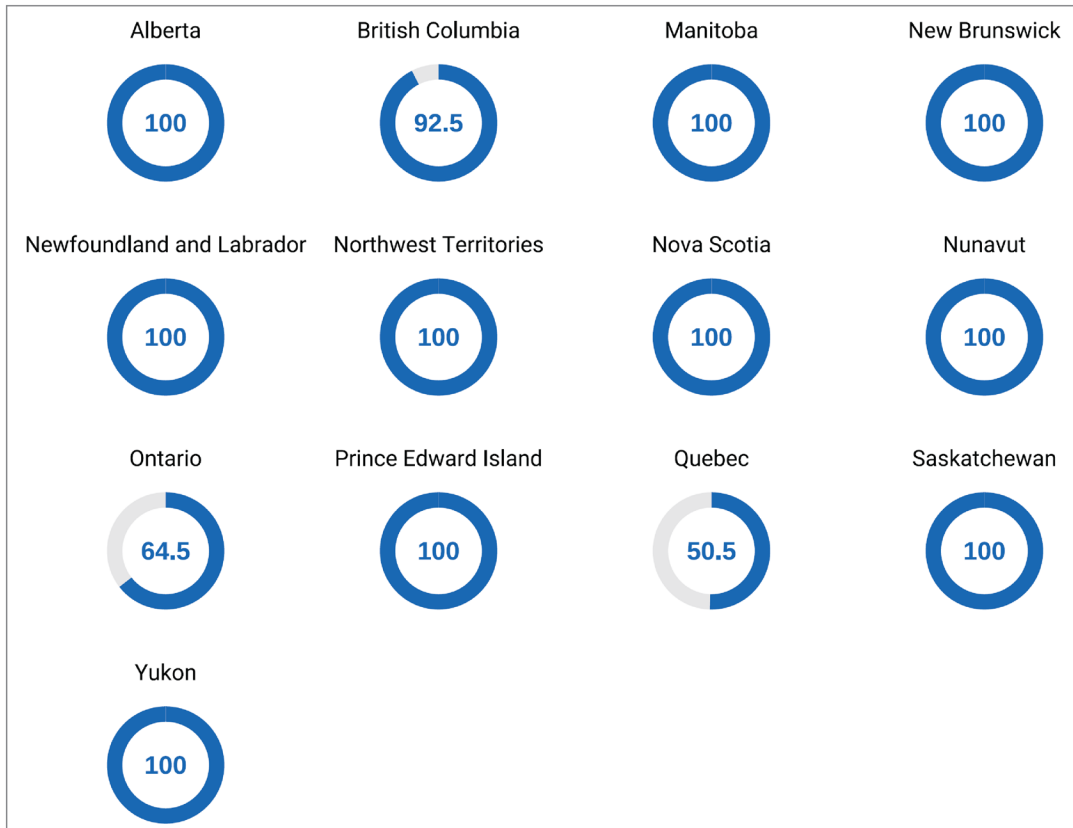 Alberta
British Columbia
Manitoba
New Brunswick
100
92.5
100
100
Newfoundland and Labrador
Northwest Territories
Nova Scotia
Nunavut
100
100
100
100
Ontario
Prince Edward Island
Quebec
Saskatchewan
64.5
100
50.5
100
Yukon
100